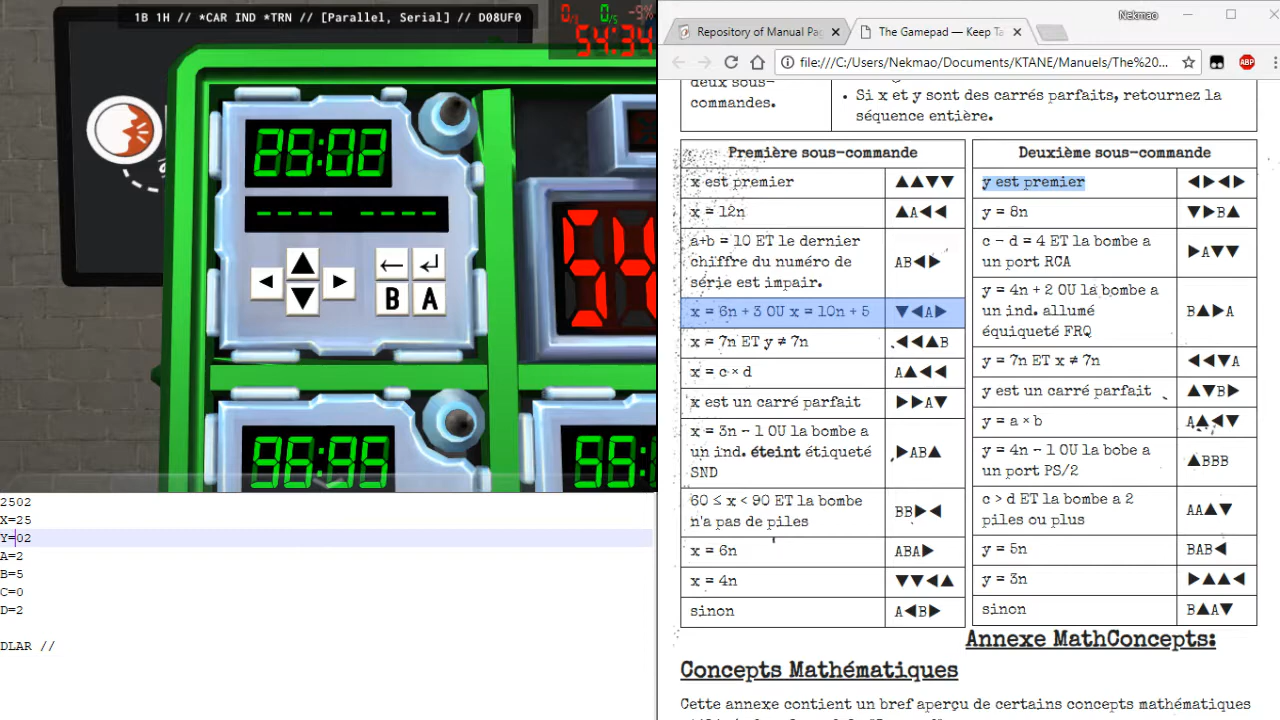 1B 1H // *CAR IND *TRN // [Parallel, Serial] // D08UF0
0/1 0/5 -9%
54:34
25:02
---- ----
B A
54
96:95
55:
2502
X=25
Y=02
A=2
B=5
C=0
D=2
DLAR //
Nekmao
Repository of Manual Pag
The Gamepad — Keep Ta
file:///C:/Users/Nekmao/Documents/KTANE/Manuels/The%20...
ABP
deux sous-
commandes.
• Si x et y sont des carrés parfaits, retournez la
séquence entière.
Première sous-commande
x est premier ▲▲▼▼
x = 12n ▲A◀◀
a+b = 10 ET le dernier
chiffre du numéro de
série est impair. AB◀▶
x = 6n + 3 OU x = 10n + 5 ▼◀A▶
x = 7n ET y ≠ 7n ◀◀▲B
x = c × d A▲◀◀
x est un carré parfait ▶▶A▼
x = 3n - 1 OU la bombe a
un ind. éteint étiqueté
SND ▶AB▲
60 ≤ x < 90 ET la bombe
n'a pas de piles BB▶◀
x = 6n ABA▶
x = 4n ▼▼◀▲
sinon A◀B▶
Deuxième sous-commande
y est premier ◀▶◀▶
y = 8n ▼▶B▲
c - d = 4 ET la bombe a
un port RCA ▶A▼▼
y = 4n + 2 OU la bombe a
un ind. allumé
équiqueté FRQ B▲▶A
y = 7n ET x ≠ 7n ◀◀▼A
y est un carré parfait ▲▼B▶
y = a × b A▲◀▼
y = 4n - 1 OU la bobe a
un port PS/2 ▲BBB
c > d ET la bombe a 2
piles ou plus AA▲▼
y = 5n BAB◀
y = 3n ▶▲▲◀
sinon B▲A▼
Annexe MathConcepts:
Concepts Mathématiques
Cette annexe contient un bref aperçu de certains concepts mathématiques